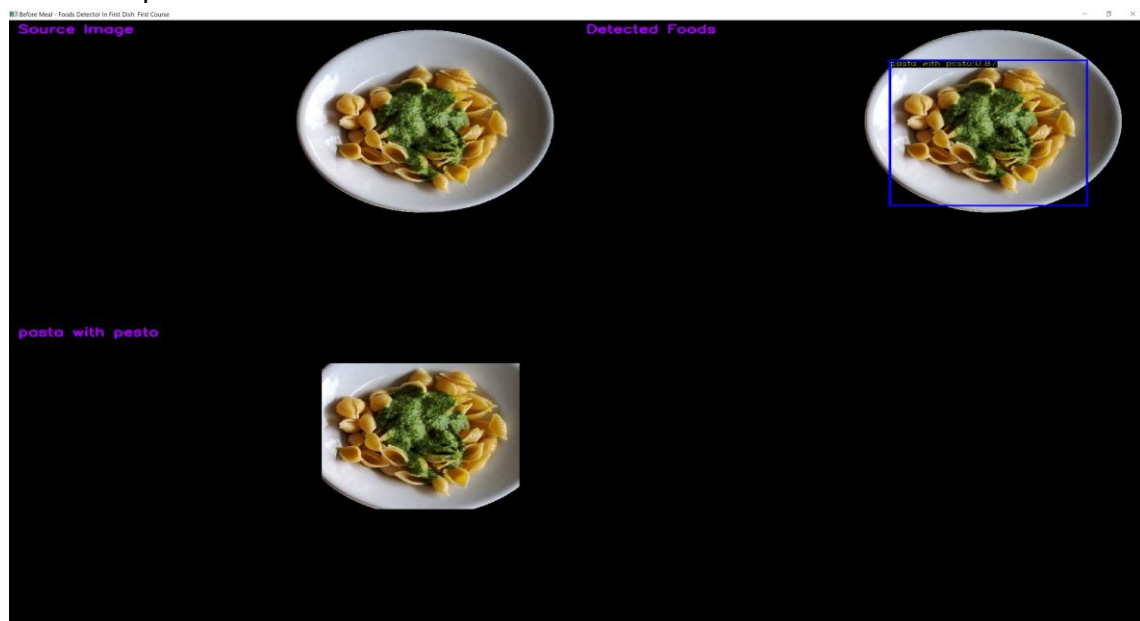 Before Meal - Foods Detector In First Dish: First Course
Source Image
Detected Foods
pasta with pesto:0.87
pasta with pesto